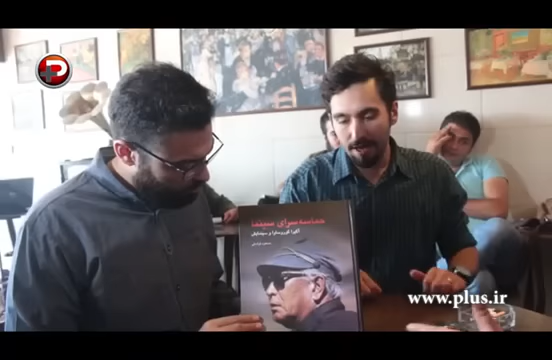 حماسه‌سرای سینما
آکیرا کوروساوا و سینمایش
www.plus.ir